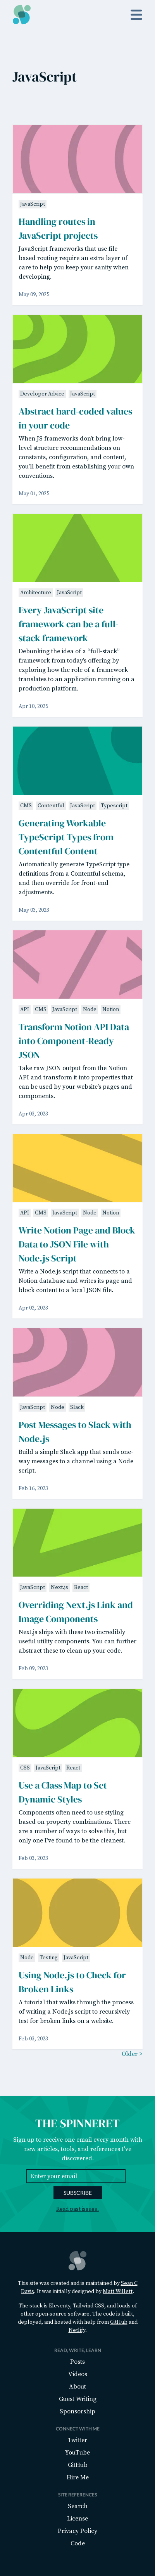 JavaScript
JavaScript
Handling routes in
JavaScript projects
JavaScript frameworks that use file-
based routing require an extra layer of
care to help you keep your sanity when
developing.
May 09, 2025
Developer Advice JavaScript
Abstract hard-coded values
in your code
When JS frameworks don't bring low-
level structure recommendations on
constants, configuration, and content,
you'll benefit from establishing your own
conventions.
May 01, 2025
Architecture JavaScript
Every JavaScript site
framework can be a full-
stack framework
Debunking the idea of a “full-stack”
framework from today's offering by
exploring how the role of a framework
translates to an application running on a
production platform.
Apr 10, 2025
CMS Contentful JavaScript Typescript
Generating Workable
TypeScript Types from
Contentful Content
Automatically generate TypeScript type
definitions from a Contentful schema,
and then override for front-end
adjustments.
May 03, 2023
API CMS JavaScript Node Notion
Transform Notion API Data
into Component-Ready
JSON
Take raw JSON output from the Notion
API and transform it into properties that
can be used by your website's pages and
components.
Apr 03, 2023
API CMS JavaScript Node Notion
Write Notion Page and Block
Data to JSON File with
Node.js Script
Write a Node.js script that connects to a
Notion database and writes its page and
block content to a local JSON file.
Apr 02, 2023
JavaScript Node Slack
Post Messages to Slack with
Node.js
Build a simple Slack app that sends one-
way messages to a channel using a Node
script.
Feb 16, 2023
JavaScript Next.js React
Overriding Next.js Link and
Image Components
Next.js ships with these two incredibly
useful utility components. You can further
abstract these to clean up your code.
Feb 09, 2023
CSS JavaScript React
Use a Class Map to Set
Dynamic Styles
Components often need to use styling
based on property combinations. There
are a number of ways to solve this, but
only one I've found to be the cleanest.
Feb 03, 2023
Node Testing JavaScript
Using Node.js to Check for
Broken Links
A tutorial that walks through the process
of writing a Node.js script to recursively
test for broken links on a website.
Feb 03, 2023
Older >
THE SPINNERET
Sign up to receive one email every month with
new articles, tools, and references I've
discovered.
Enter your email
SUBSCRIBE
Read past issues.
This site was created and is maintained by Sean C
Davis. It was initially designed by Matt Willett.
The stack is Eleventy, Tailwind CSS, and loads of
other open source software. The code is built,
deployed, and hosted with help from GitHub and
Netlify.
READ, WRITE, LEARN
Posts
Videos
About
Guest Writing
Sponsorship
CONNECT WITH ME
Twitter
YouTube
GitHub
Hire Me
SITE REFERENCES
Search
License
Privacy Policy
Code